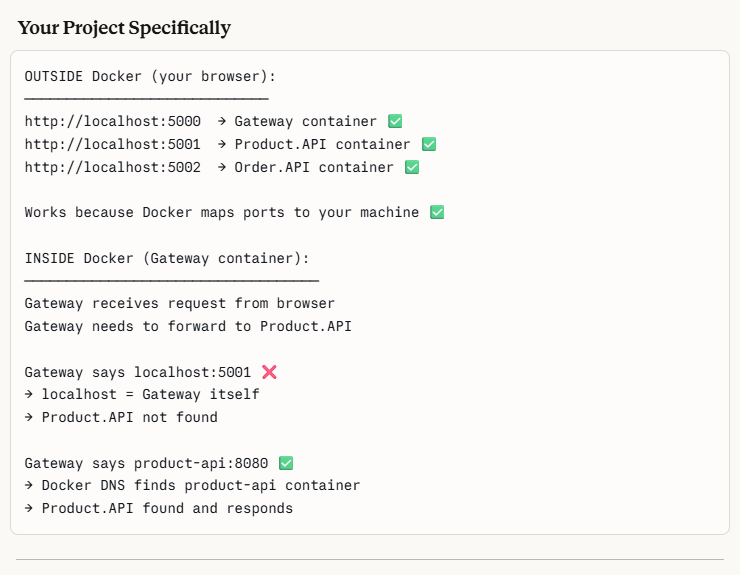 Your Project Specifically
OUTSIDE Docker (your browser):
─────────────────────────────
http://localhost:5000  → Gateway container ✅
http://localhost:5001  → Product.API container ✅
http://localhost:5002  → Order.API container ✅
Works because Docker maps ports to your machine ✅
INSIDE Docker (Gateway container):
───────────────────────────────────
Gateway receives request from browser
Gateway needs to forward to Product.API
Gateway says localhost:5001 ❌
→ localhost = Gateway itself
→ Product.API not found
Gateway says product-api:8080 ✅
→ Docker DNS finds product-api container
→ Product.API found and responds